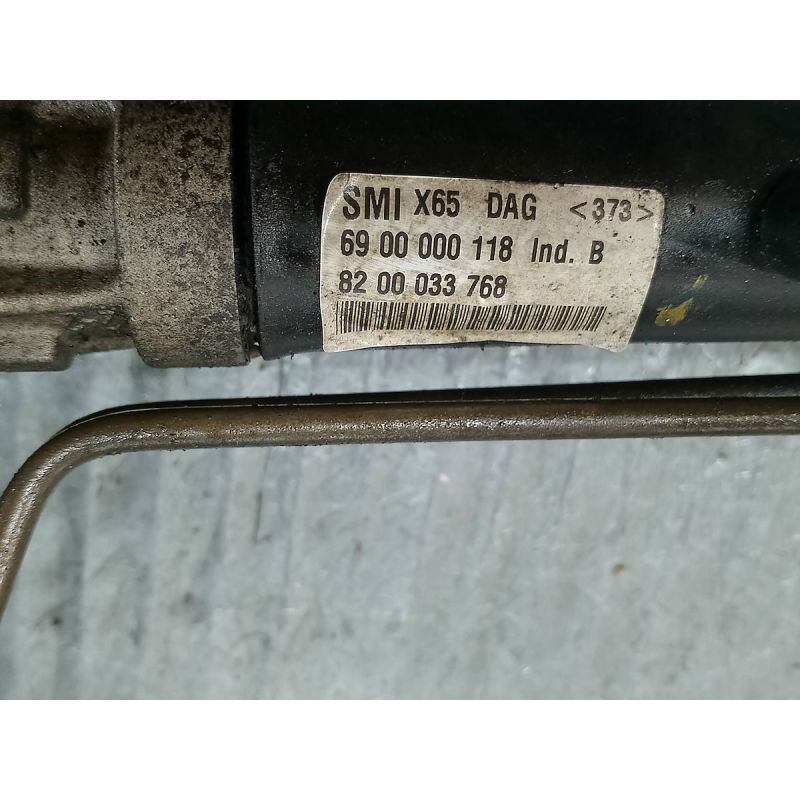 SMI X65 DAG <373>
69 00 000 118 Ind. B
82 00 033 768